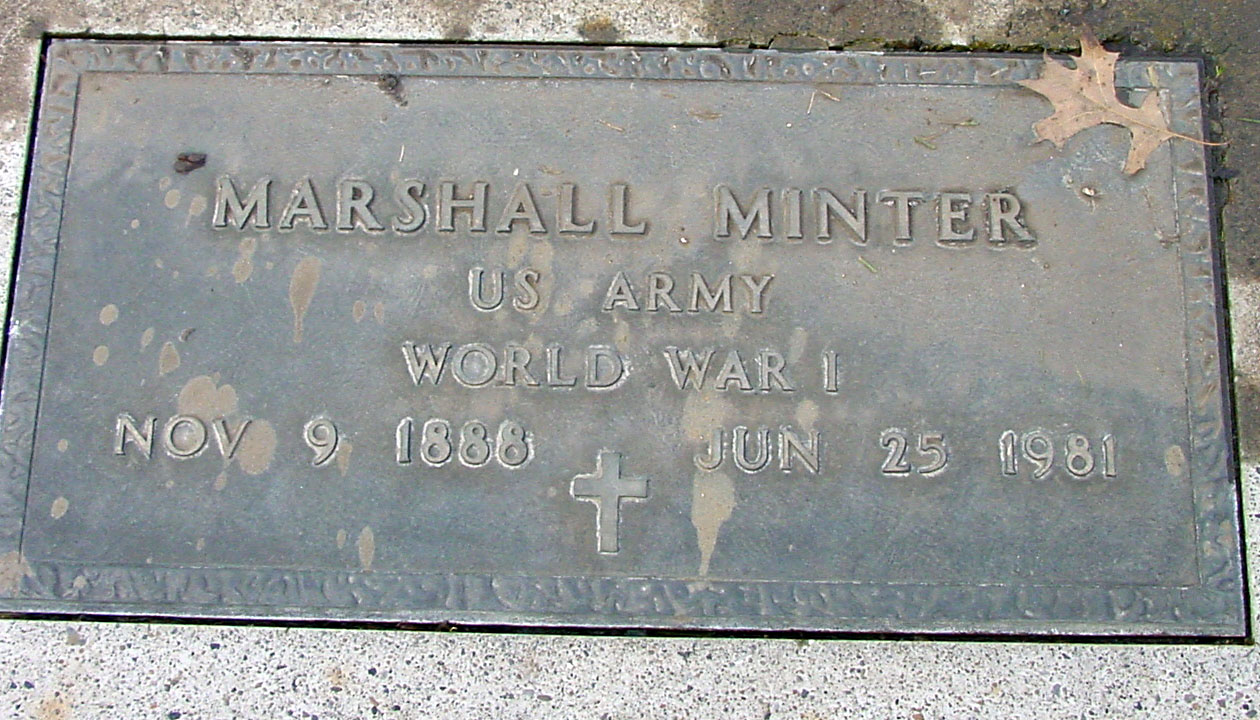 MARSHALL MINTER
US ARMY
WORLD WAR I
NOV 9 1888 JUN 25 1981